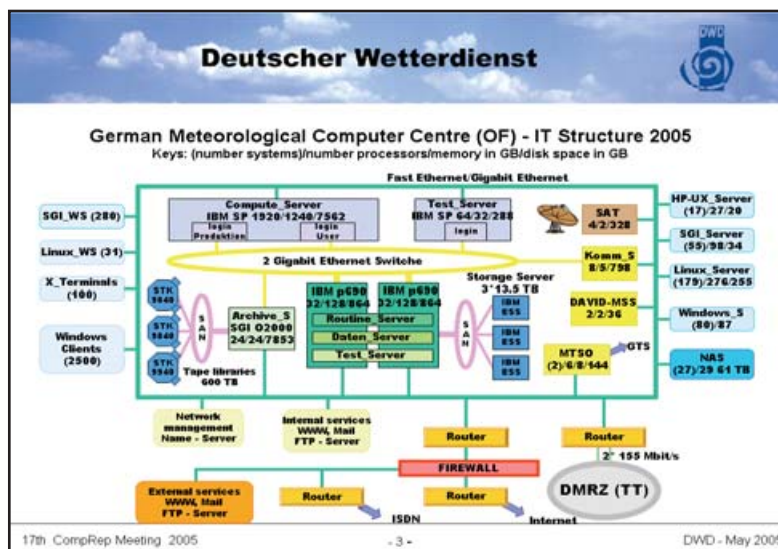 Deutscher Wetterdienst
DWD
German Meteorological Computer Centre (OF) - IT Structure 2005
Keys: (number systems)/number processors/memory in GB/disk space in GB
Fast Ethernet/Gigabit Ethernet
SGI_WS (280)
Linux_WS (31)
X_Terminals
(100)
Windows
Clients
(2500)
Compute_Server
IBM SP 1920/1240/7562
login
Produktion
login
User
Test_Server
IBM SP 64/32/288
login
SAT
4/2/328
HP-UX_Server
(17)/27/20
SGI_Server
(55)/98/34
Linux_Server
(179)/276/255
Windows_S
(80)/87
NAS
(27)/29 61 TB
2 Gigabit Ethernet Switche
Komm_S
8/5/798
DAVID-MSS
2/2/36
MTSO
(2)/6/8/144
GTS
STK
9840
STK
9840
STK
9940
SAN
Archive_S
SGI O2000
24/24/7853
Tape libraries
600 TB
IBM p690
32/128/864
IBM p690
32/128/864
Routine_Server
Daten_Server
Test_Server
Storage Server
3*13.5 TB
SAN
IBM
ESS
IBM
ESS
IBM
ESS
Network
management
Name - Server
Internal services
WWW, Mail
FTP - Server
Router
Router
2* 155 Mbit/s
FIREWALL
DMRZ (TT)
External services
WWW, Mail
FTP - Server
Router
ISDN
Router
Internet
17th CompRep Meeting 2005
- 3 -
DWD - May 2005